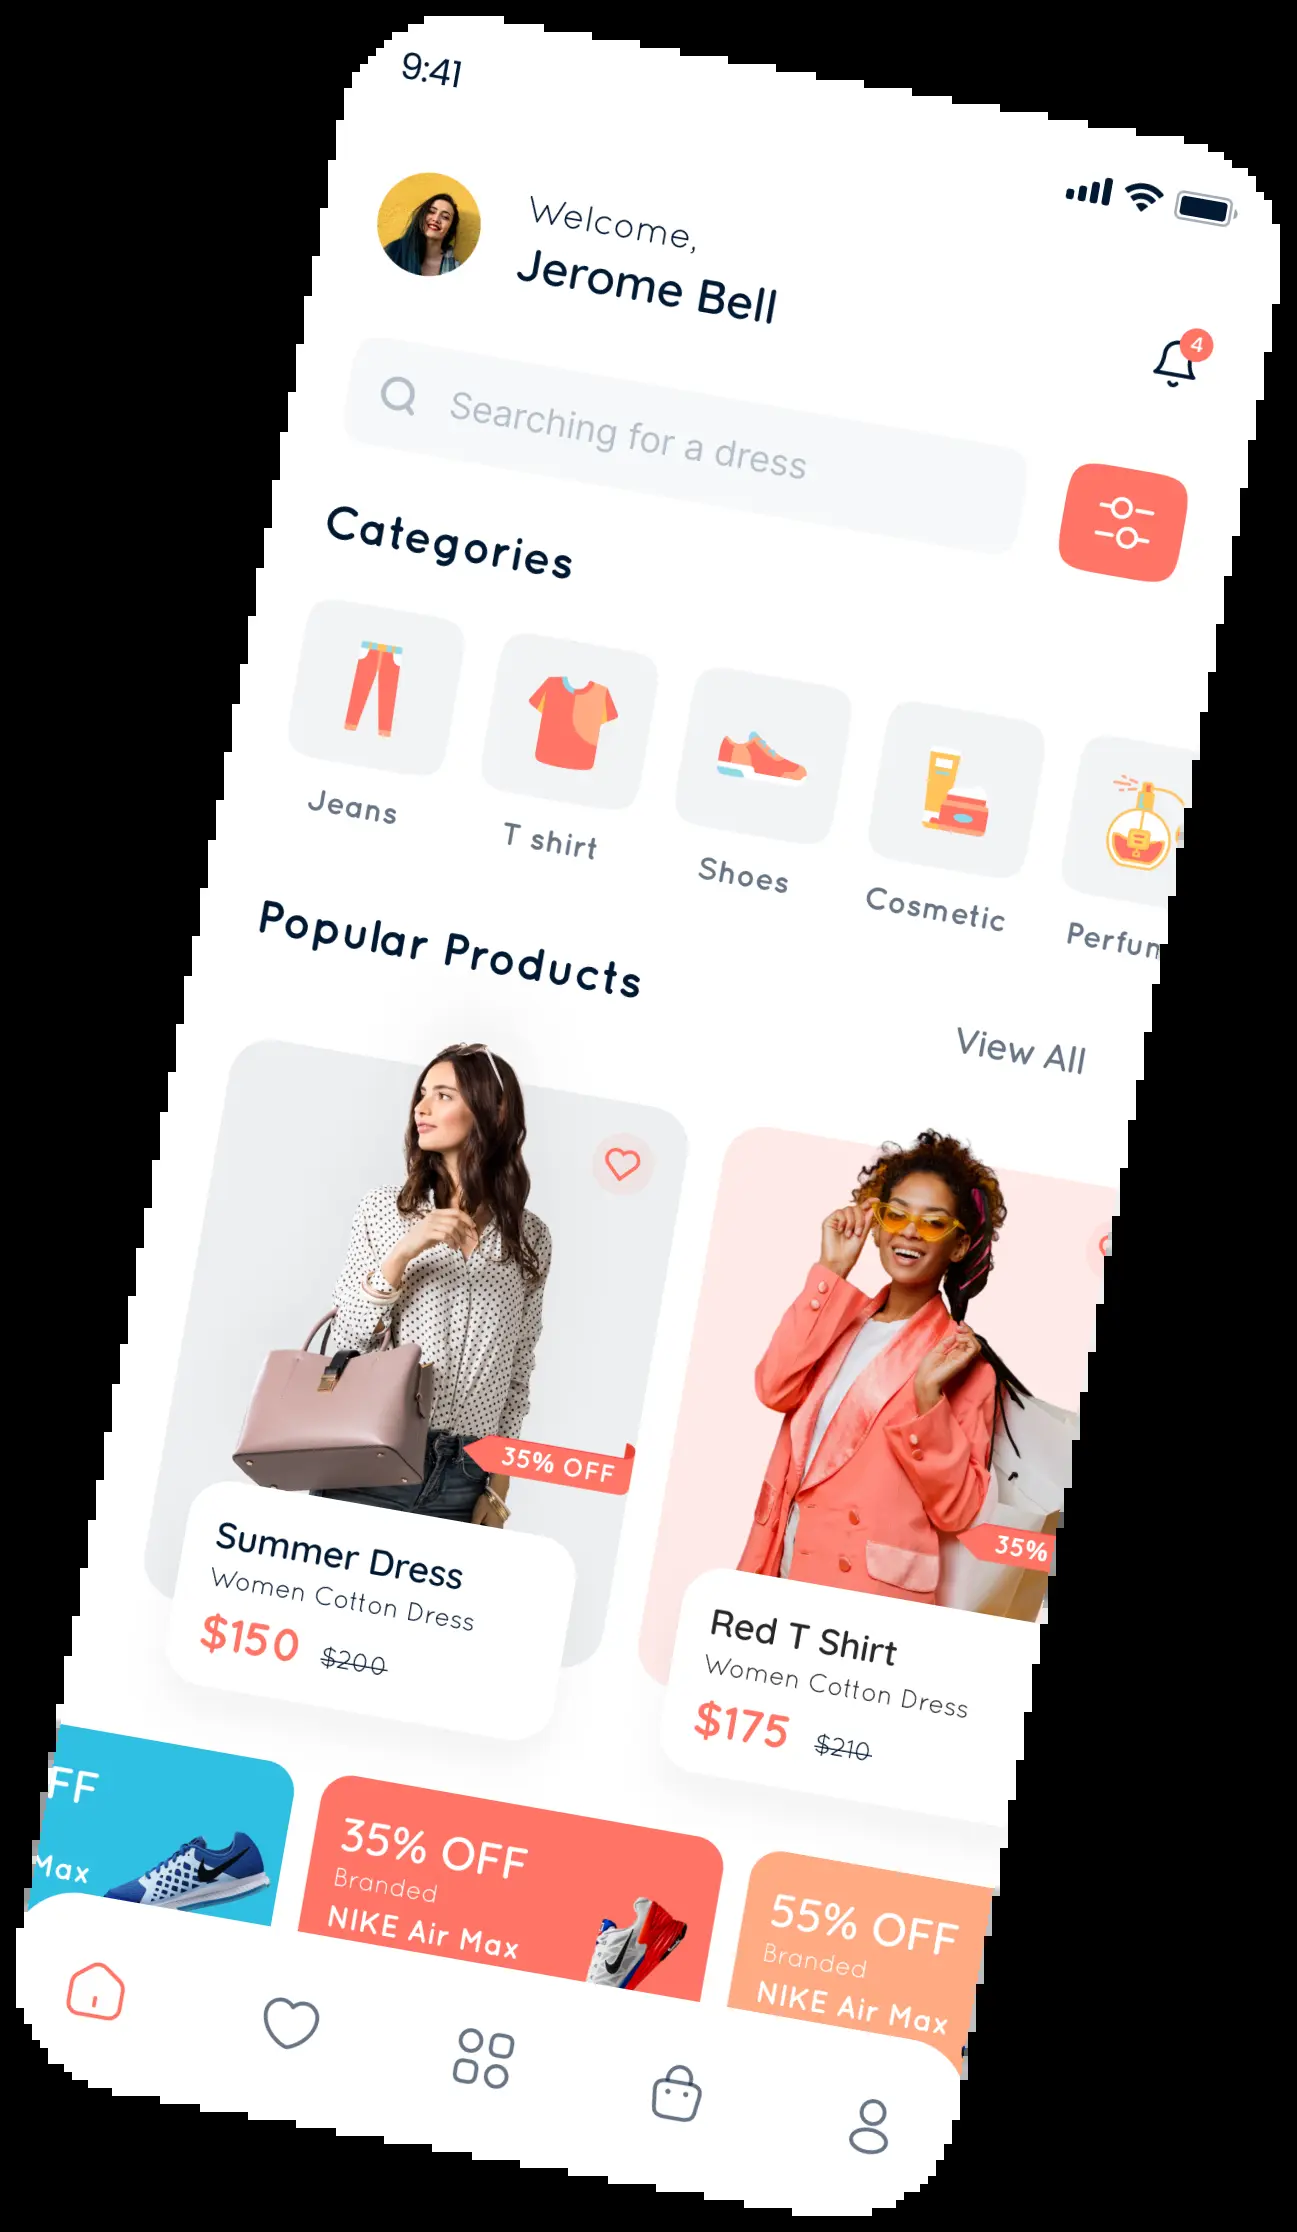 9:41
Welcome,
Jerome Bell
4
Searching for a dress
Categories
Jeans
T shirt
Shoes
Cosmetic
Perfum
Popular Products
View All
35% OFF
Summer Dress
Women Cotton Dress
$150 $200
35%
Red T Shirt
Women Cotton Dress
$175 $210
FF
Max
35% OFF
Branded
NIKE Air Max
55% OFF
Branded
NIKE Air Max